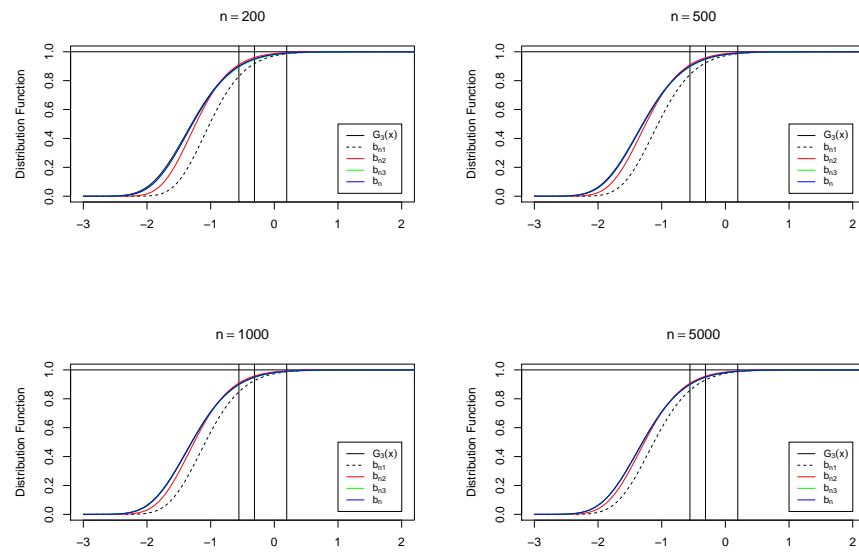 n = 200
Distribution Function
0.0 0.2 0.4 0.6 0.8 1.0
−3 −2 −1 0 1 2
G₃(x)
bₙ₁
bₙ₂
bₙ₃
bₙ
n = 500
Distribution Function
0.0 0.2 0.4 0.6 0.8 1.0
−3 −2 −1 0 1 2
G₃(x)
bₙ₁
bₙ₂
bₙ₃
bₙ
n = 1000
Distribution Function
0.0 0.2 0.4 0.6 0.8 1.0
−3 −2 −1 0 1 2
G₃(x)
bₙ₁
bₙ₂
bₙ₃
bₙ
n = 5000
Distribution Function
0.0 0.2 0.4 0.6 0.8 1.0
−3 −2 −1 0 1 2
G₃(x)
bₙ₁
bₙ₂
bₙ₃
bₙ